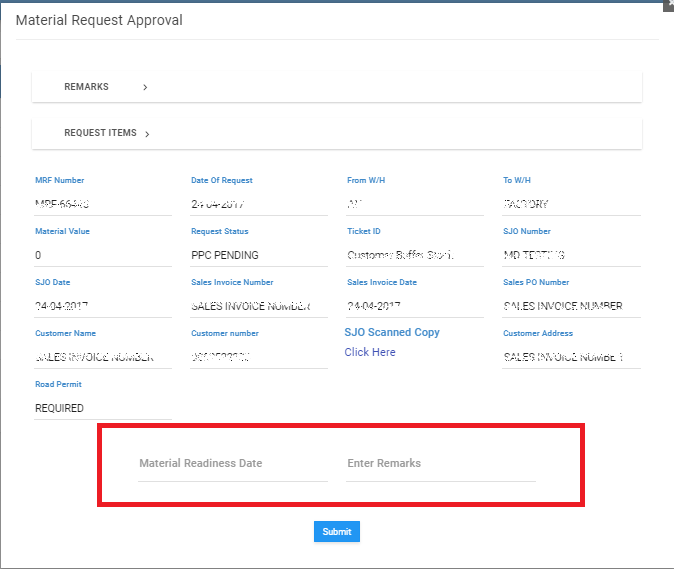 Material Request Approval
REMARKS
REQUEST ITEMS
MRF Number Date Of Request From W/H To W/H
24-04-2017 FACTORY
Material Value Request Status Ticket ID SJO Number
0 PPC PENDING Customer Buffer Stock MD TESTING
SJO Date Sales Invoice Number Sales Invoice Date Sales PO Number
24-04-2017 SALES INVOICE NUMBER 24-04-2017 SALES INVOICE NUMBER
Customer Name Customer number SJO Scanned Copy Customer Address
SALES INVOICE NUMBER Click Here SALES INVOICE NUMBER
Road Permit
REQUIRED
Material Readiness Date Enter Remarks
Submit